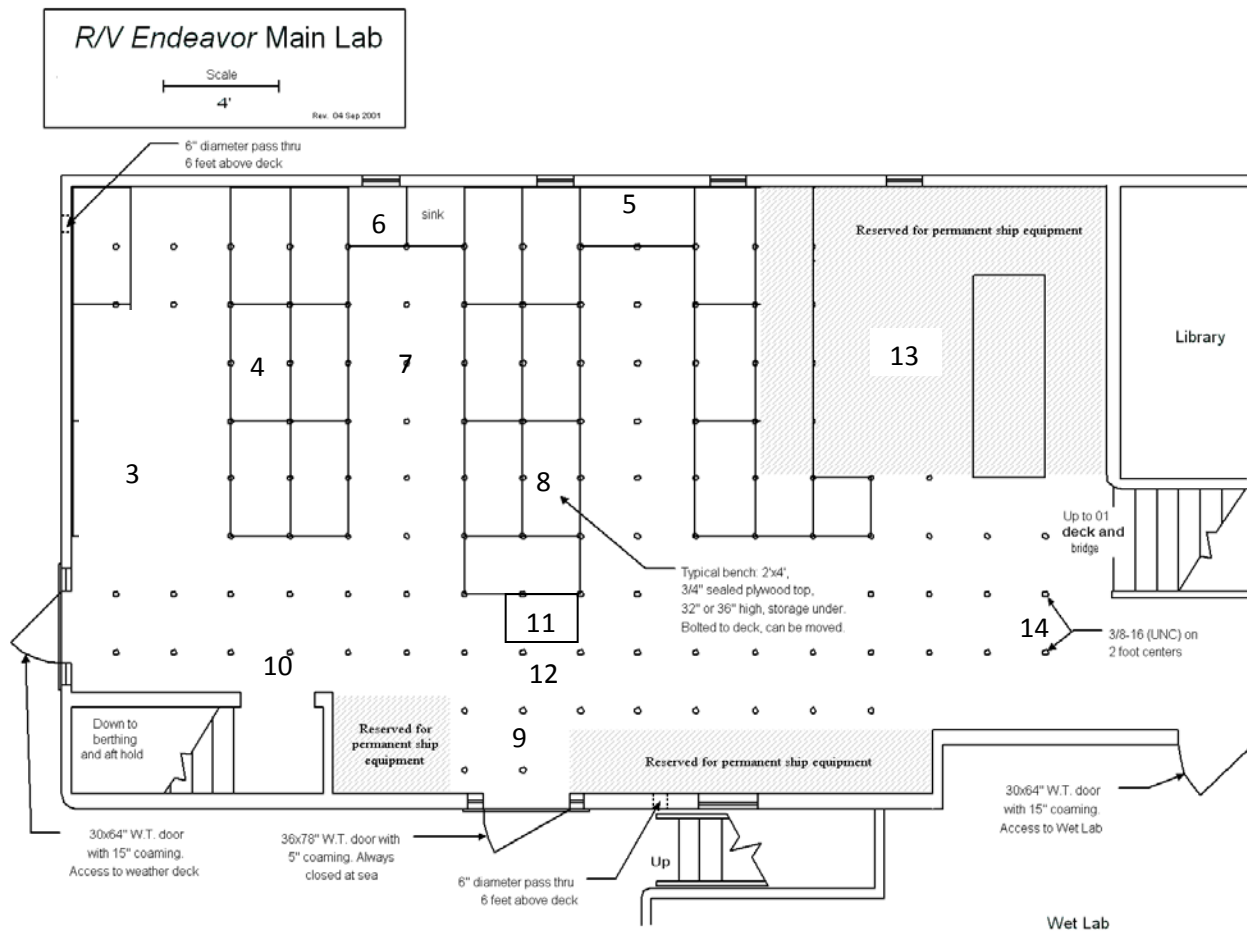 R/V Endeavor Main Lab
Scale
4'
Rev. 04 Sep 2001
6" diameter pass thru
6 feet above deck
5
6
sink
Reserved for permanent ship equipment
13
Library
4
7
3
8
Up to 01
deck and
bridge
Typical bench: 2'x4',
3/4" sealed plywood top,
32" or 36" high, storage under.
Bolted to deck, can be moved.
11
14
3/8-16 (UNC) on
2 foot centers
10
12
Down to
berthing
and aft hold
Reserved for
permanent ship
equipment
9
Reserved for permanent ship equipment
30x64" W.T. door
with 15" coaming.
Access to weather deck
36x78" W.T. door with
5" coaming. Always
closed at sea
6" diameter pass thru
6 feet above deck
Up
30x64" W.T. door
with 15" coaming.
Access to Wet Lab
Wet Lab